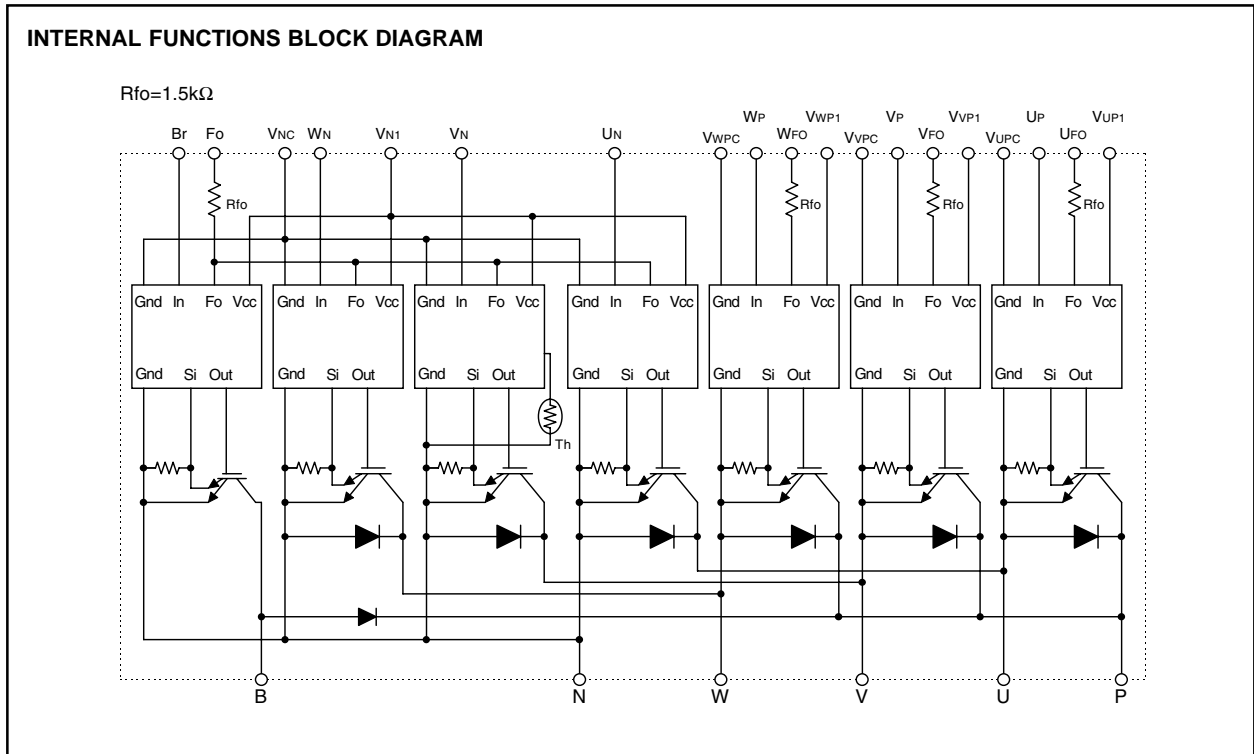 INTERNAL FUNCTIONS BLOCK DIAGRAM
Rfo=1.5kΩ
WP VWP1 VP VVP1 UP VUP1
Br Fo VNC WN VN1 VN UN VWPC WFO VVPC VFO VUPC UFO
Rfo Rfo Rfo Rfo
Gnd In Fo Vcc Gnd In Fo Vcc Gnd In Fo Vcc Gnd In Fo Vcc Gnd In Fo Vcc Gnd In Fo Vcc Gnd In Fo Vcc
Gnd Si Out Gnd Si Out Gnd Si Out Gnd Si Out Gnd Si Out Gnd Si Out Gnd Si Out
Th
B N W V U P